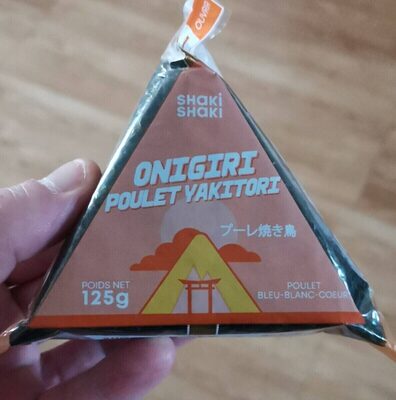 OUVRIR
SHAKI
SHAKI
ONIGIRI
POULET YAKITORI
プーレ焼き鳥
POIDS NET
125g
POULET
BLEU-BLANC-COEUR